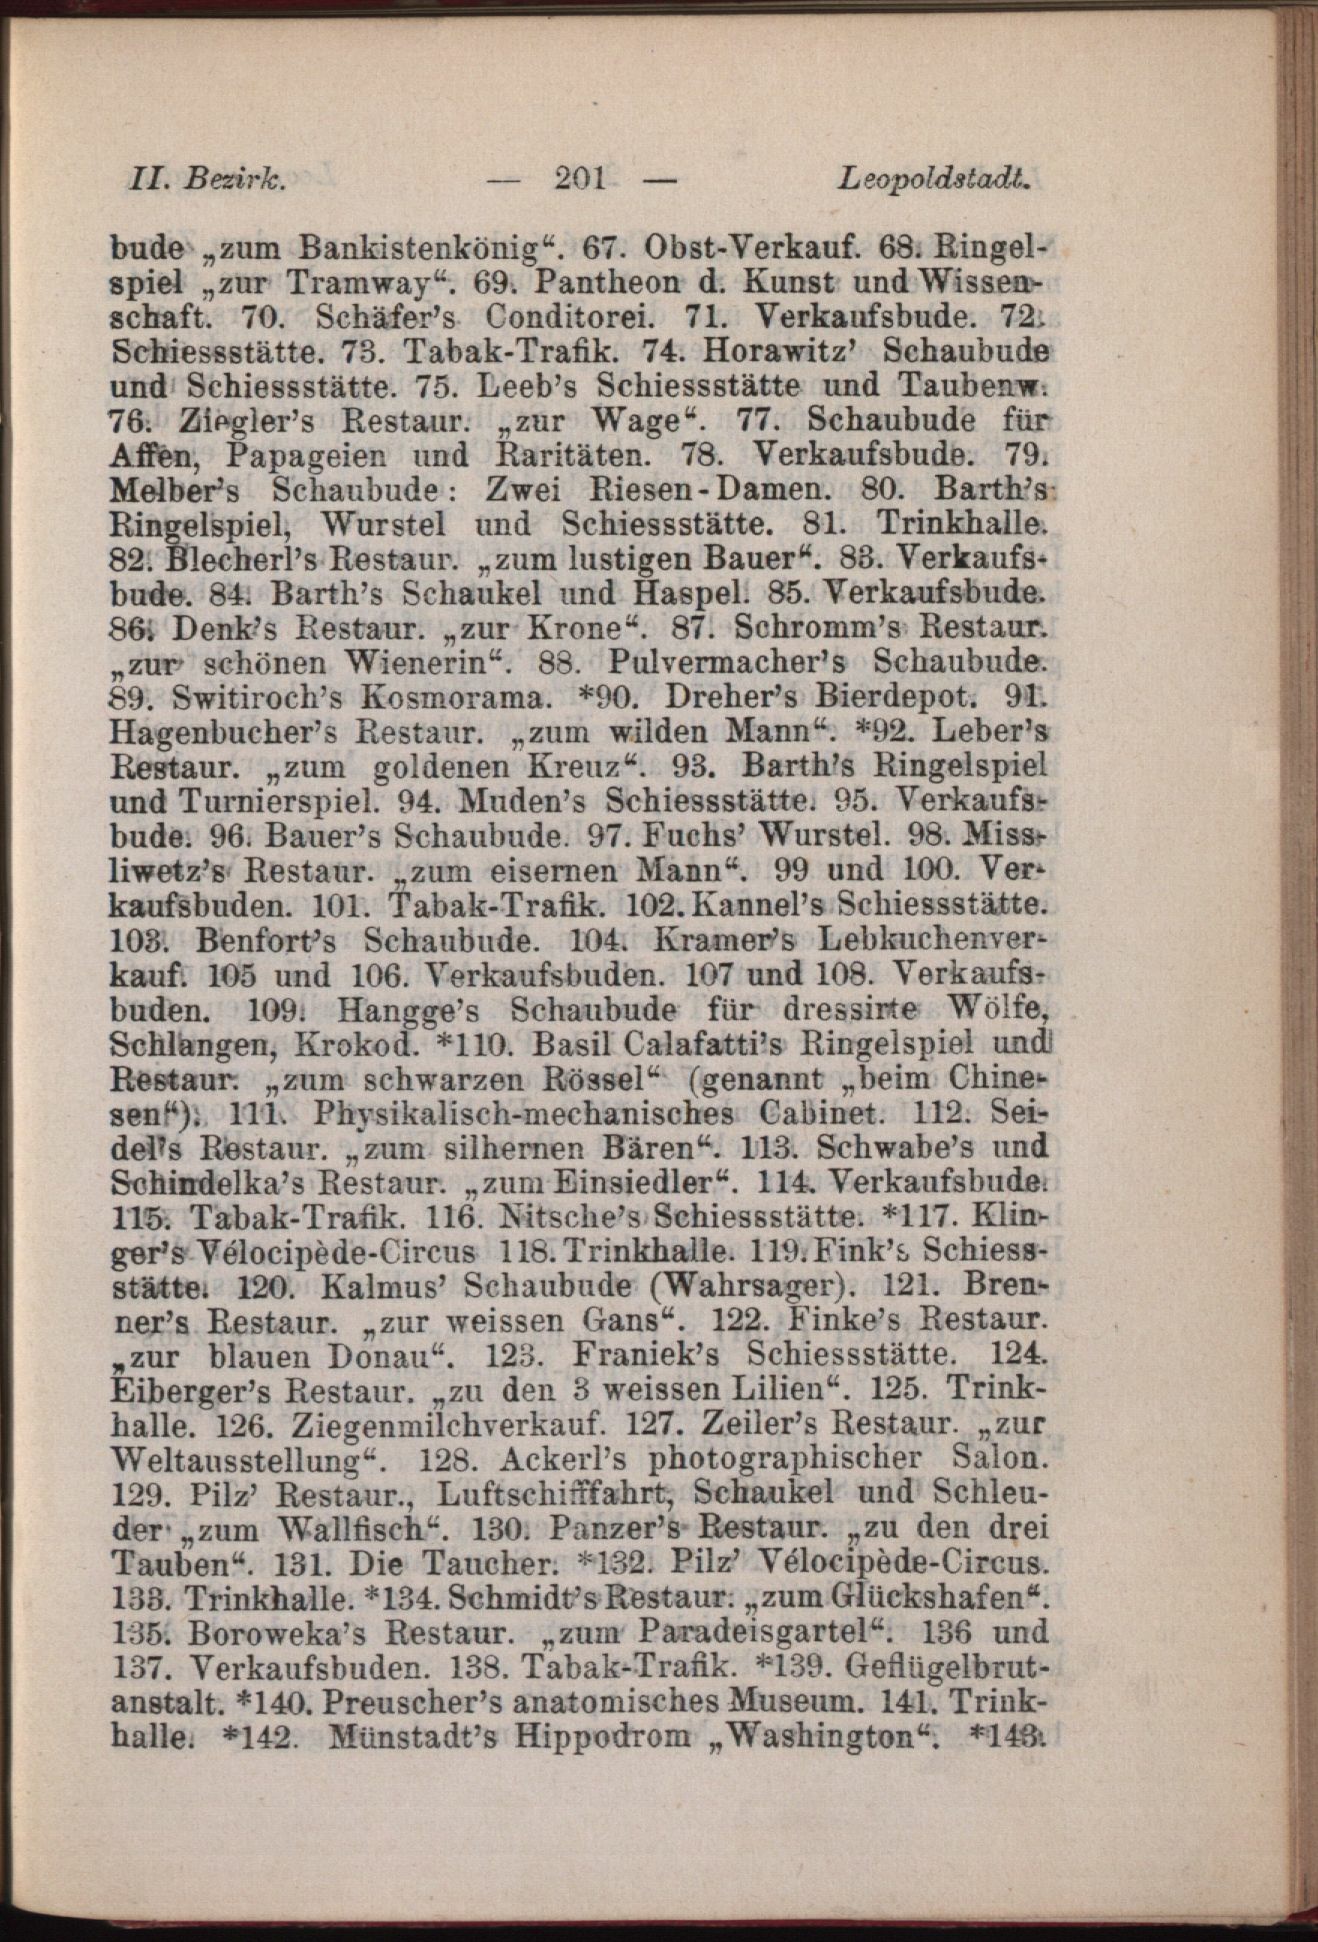 II. Bezirk. — 201 — Leopoldstadt.
bude „zum Bankistenkönig“. 67. Obst-Verkauf. 68. Ringel-
spiel „zur Tramway“. 69. Pantheon d. Kunst und Wissen-
schaft. 70. Schäfer's Conditorei. 71. Verkaufsbude. 72.
Schiessstätte. 73. Tabak-Trafik. 74. Horawitz' Schaubude
und Schiessstätte. 75. Leeb's Schiessstätte und Taubenw.
76. Ziegler's Restaur. „zur Wage“. 77. Schaubude für
Affen, Papageien und Raritäten. 78. Verkaufsbude. 79.
Melber's Schaubude: Zwei Riesen-Damen. 80. Barth's
Ringelspiel, Wurstel und Schiessstätte. 81. Trinkhalle.
82. Blecherl's Restaur. „zum lustigen Bauer“. 83. Verkaufs-
bude. 84. Barth's Schaukel und Haspel. 85. Verkaufsbude.
86. Denk's Restaur. „zur Krone“. 87. Schromm's Restaur.
„zur schönen Wienerin“. 88. Pulvermacher's Schaubude.
89. Switiroch's Kosmorama. *90. Dreher's Bierdepot. 91.
Hagenbucher's Restaur. „zum wilden Mann“. *92. Leber's
Restaur. „zum goldenen Kreuz“. 93. Barth's Ringelspiel
und Turnierspiel. 94. Muden's Schiessstätte. 95. Verkaufs-
bude. 96. Bauer's Schaubude. 97. Fuchs' Wurstel. 98. Miss-
liwetz's Restaur. „zum eisernen Mann“. 99 und 100. Ver-
kaufsbuden. 101. Tabak-Trafik. 102. Kannel's Schiessstätte.
103. Benfort's Schaubude. 104. Kramer's Lebkuchenver-
kauf. 105 und 106. Verkaufsbuden. 107 und 108. Verkaufs-
buden. 109. Hangge's Schaubude für dressirte Wölfe,
Schlangen, Krokod. *110. Basil Calafatti's Ringelspiel und
Restaur. „zum schwarzen Rössel“ (genannt „beim Chine-
sen“). 111. Physikalisch-mechanisches Cabinet. 112. Sei-
del's Restaur. „zum silhernen Bären“. 113. Schwabe's und
Schindelka's Restaur. „zum Einsiedler“. 114. Verkaufsbude.
115. Tabak-Trafik. 116. Nitsche's Schiessstätte. *117. Klin-
ger's Vélocipède-Circus 118. Trinkhalle. 119. Fink's Schiess-
stätte. 120. Kalmus' Schaubude (Wahrsager). 121. Bren-
ner's Restaur. „zur weissen Gans“. 122. Finke's Restaur.
„zur blauen Donau“. 123. Franiek's Schiessstätte. 124.
Eiberger's Restaur. „zu den 3 weissen Lilien“. 125. Trink-
halle. 126. Ziegenmilchverkauf. 127. Zeiler's Restaur. „zur
Weltausstellung“. 128. Ackerl's photographischer Salon.
129. Pilz' Restaur., Luftschifffahrt, Schaukel und Schleu-
der „zum Wallfisch“. 130. Panzer's Restaur. „zu den drei
Tauben“. 131. Die Taucher. *132. Pilz' Vélocipède-Circus.
133. Trinkhalle. *134. Schmidt's Restaur. „zum Glückshafen“.
135. Boroweka's Restaur. „zum Paradeisgartel“. 136 und
137. Verkaufsbuden. 138. Tabak-Trafik. *139. Geflügelbrut-
anstalt. *140. Preuscher's anatomisches Museum. 141. Trink-
halle. *142. Münstadt's Hippodrom „Washington“. *143.